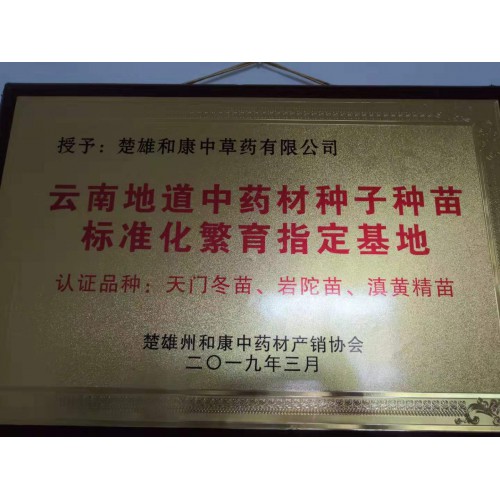 授予：楚雄和康中草药有限公司
云南地道中药材种子种苗
标准化繁育指定基地
认证品种：天门冬苗、岩陀苗、滇黄精苗
楚雄州和康中药材产销协会
二〇一九年三月